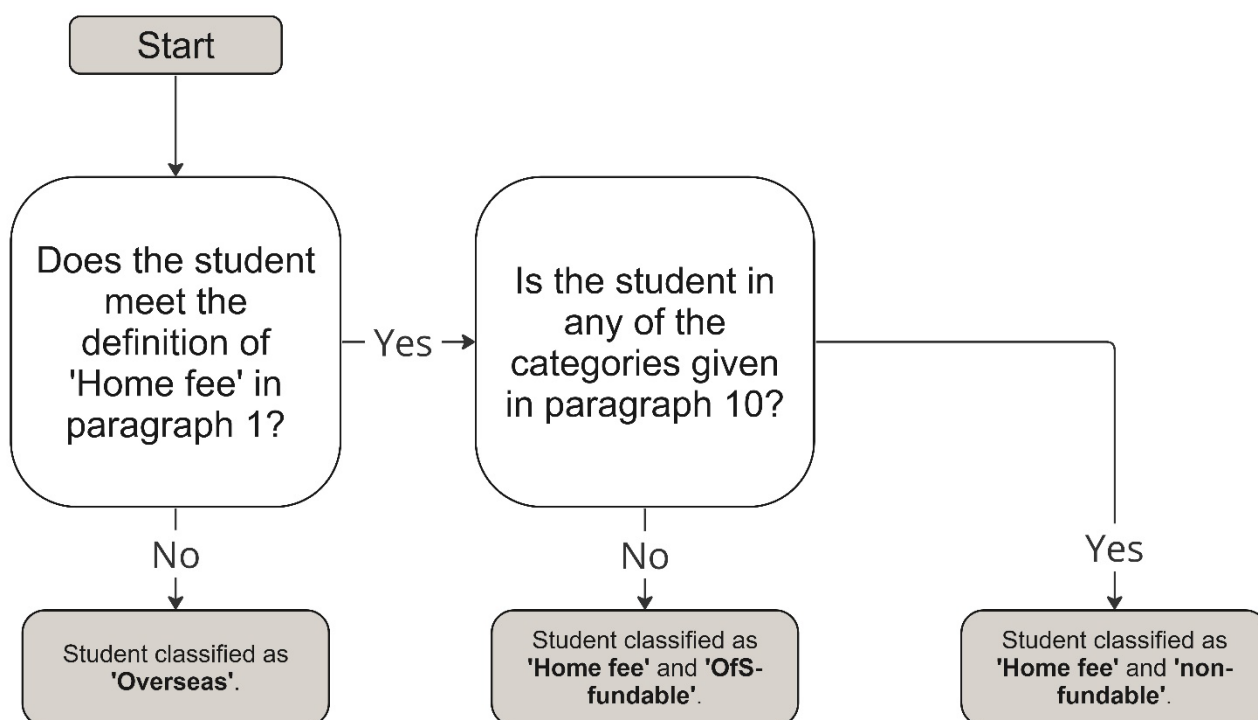 Start
Does the student
meet the
definition of
'Home fee' in
paragraph 1?
Yes
Is the student in
any of the
categories given
in paragraph 10?
No
No
Yes
Student classified as
'Overseas'.
Student classified as
'Home fee' and 'OfS-
fundable'.
Student classified as
'Home fee' and 'non-
fundable'.